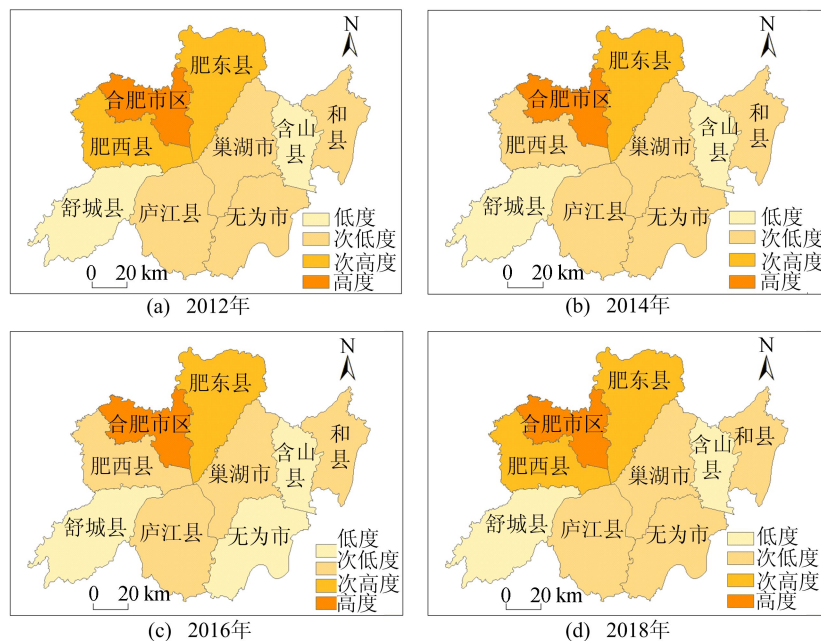 N
肥东县
合肥市区
和县
含山县
巢湖市
肥西县
舒城县
庐江县
无为市
低度
次低度
次高度
高度
0 20 km
(a) 2012年
N
肥东县
合肥市区
和县
含山县
巢湖市
肥西县
舒城县
庐江县
无为市
低度
次低度
次高度
高度
0 20 km
(b) 2014年
N
肥东县
合肥市区
和县
含山县
巢湖市
肥西县
舒城县
庐江县
无为市
低度
次低度
次高度
高度
0 20 km
(c) 2016年
N
肥东县
合肥市区
和县
含山县
巢湖市
肥西县
舒城县
庐江县
无为市
低度
次低度
次高度
高度
0 20 km
(d) 2018年